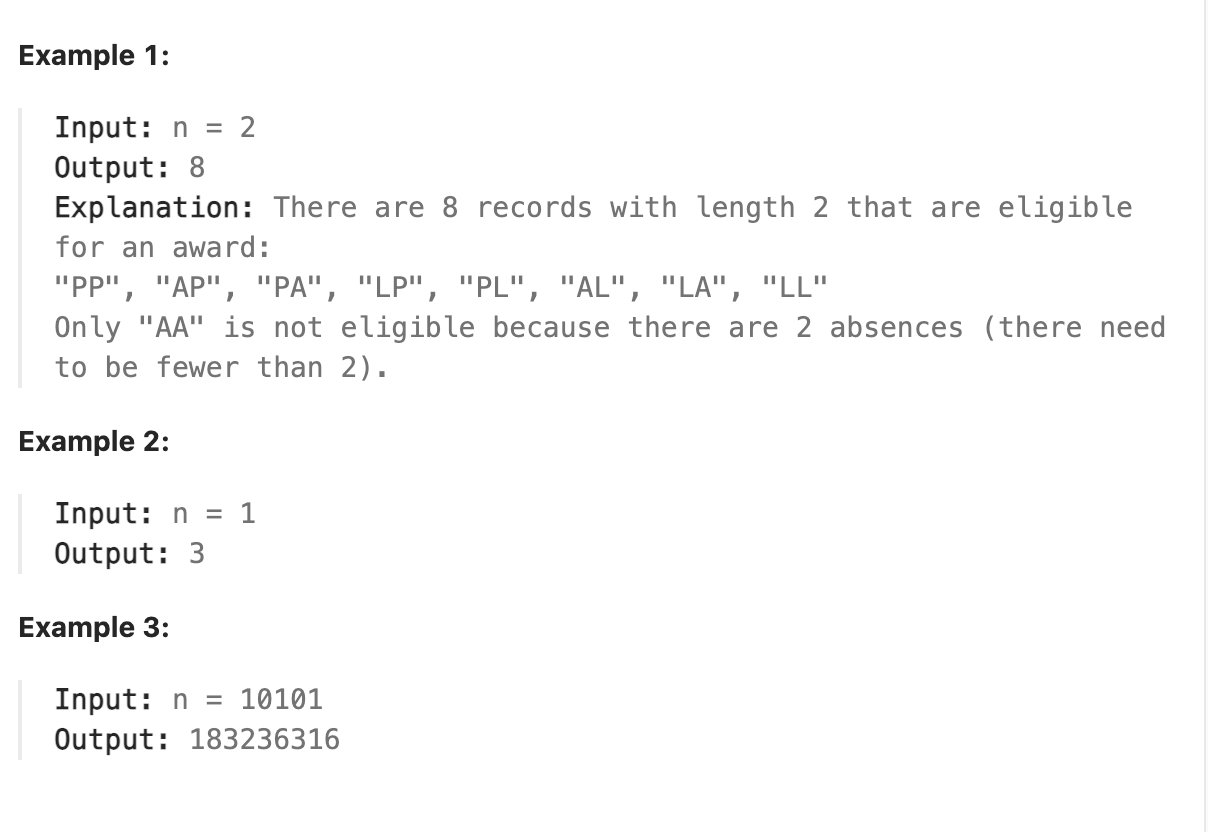 Example 1:
Input: n = 2
Output: 8
Explanation: There are 8 records with length 2 that are eligible
for an award:
"PP", "AP", "PA", "LP", "PL", "AL", "LA", "LL"
Only "AA" is not eligible because there are 2 absences (there need
to be fewer than 2).
Example 2:
Input: n = 1
Output: 3
Example 3:
Input: n = 10101
Output: 183236316